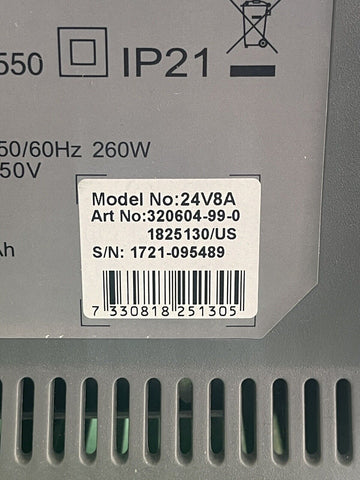 550 IP21
50/60Hz 260W
50V
Model No:24V8A
Art No:320604-99-0
1825130/US
S/N: 1721-095489
Ah
7 330818 251305